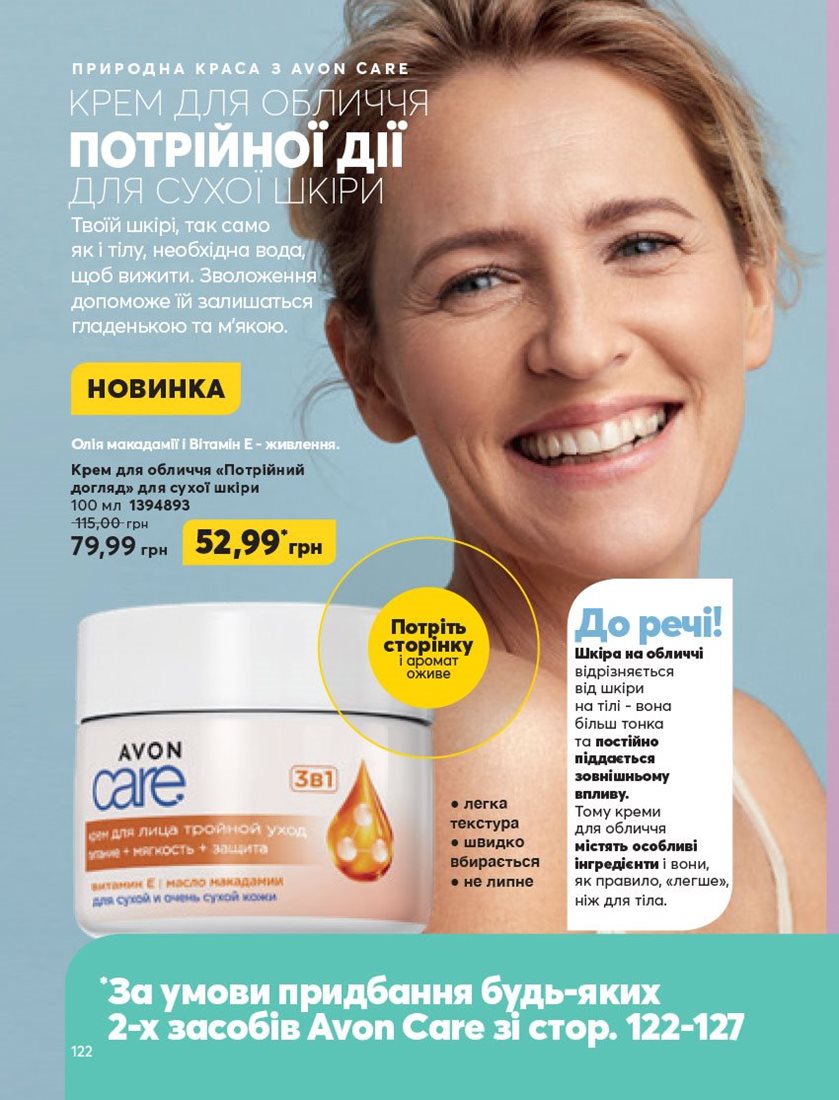 ПРИРОДНА КРАСА З AVON CARE
КРЕМ ДЛЯ ОБЛИЧЧЯ
ПОТРІЙНОЇ ДІЇ
ДЛЯ СУХОЇ ШКІРИ
Твоїй шкірі, так само
як і тілу, необхідна вода,
щоб вижити. Зволоження
допоможе їй залишаться
гладенькою та м'якою.
НОВИНКА
Олія макадамії і Вітамін Е - живлення.
Крем для обличчя «Потрійний
догляд» для сухої шкіри
100 мл 1394893
115,00 грн
79,99 грн
52,99*грн
Потріть
сторінку
і аромат
оживе
AVON
care
3в1
крем для лица тройной уход
питание + мягкость + защита
витамин Е | масло макадамии
для сухой и очень сухой кожи
• легка
текстура
• швидко
вбирається
• не липне
До речі!
Шкіра на обличчі
відрізняється
від шкіри
на тілі - вона
більш тонка
та постійно
піддається
зовнішньому
впливу.
Тому креми
для обличчя
містять особливі
інгредієнти і вони,
як правило, «легше»,
ніж для тіла.
*За умови придбання будь-яких
2-х засобів Avon Care зі стор. 122-127
122